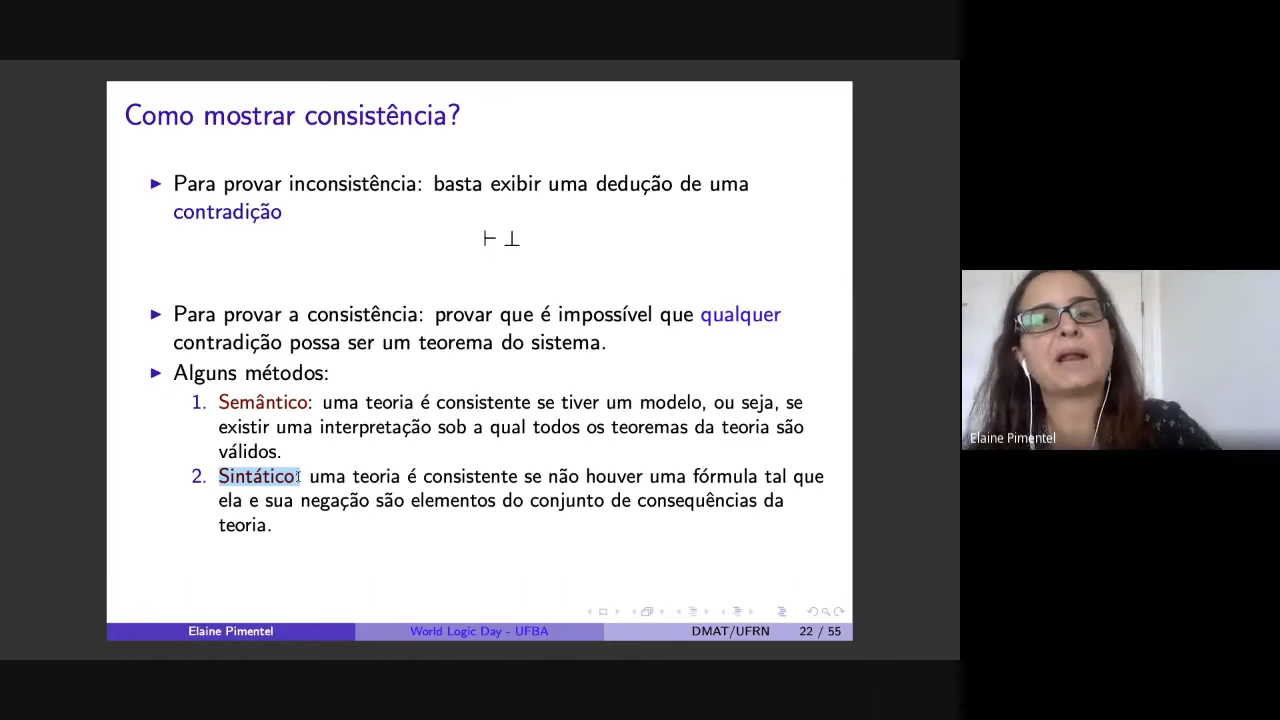 Como mostrar consistência?
▶ Para provar inconsistência: basta exibir uma dedução de uma
contradição
⊢ ⊥
▶ Para provar a consistência: provar que é impossível que qualquer
contradição possa ser um teorema do sistema.
▶ Alguns métodos:
1. Semântico: uma teoria é consistente se tiver um modelo, ou seja, se
existir uma interpretação sob a qual todos os teoremas da teoria são
válidos.
2. Sintático: uma teoria é consistente se não houver uma fórmula tal que
ela e sua negação são elementos do conjunto de consequências da
teoria.
Elaine Pimentel World Logic Day - UFBA DMAT/UFRN 22 / 55
Elaine Pimentel